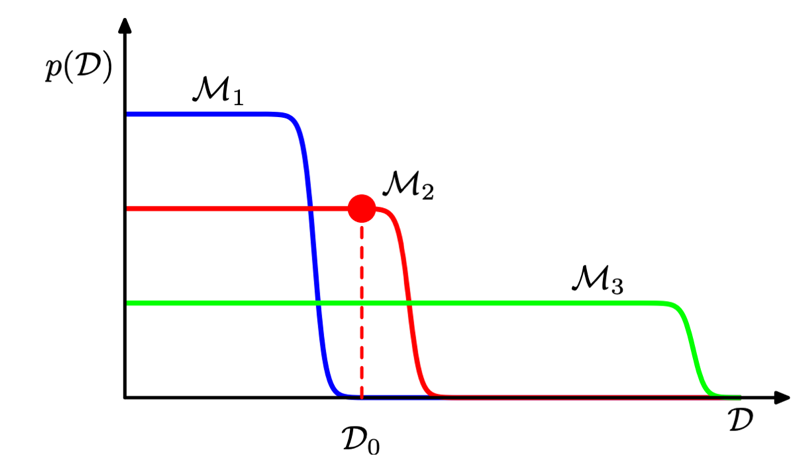 p(𝒟)
ℳ₁
ℳ₂
ℳ₃
𝒟₀
𝒟